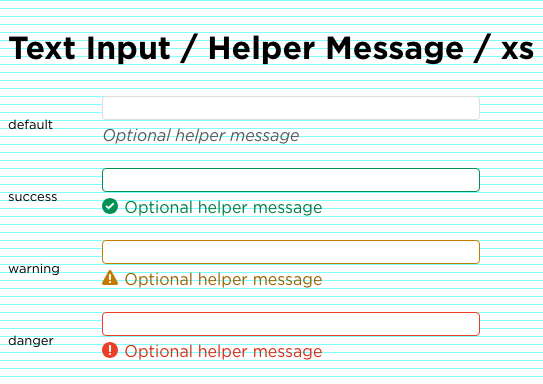 Text Input / Helper Message / xs
default
Optional helper message
success
Optional helper message
warning
Optional helper message
danger
Optional helper message